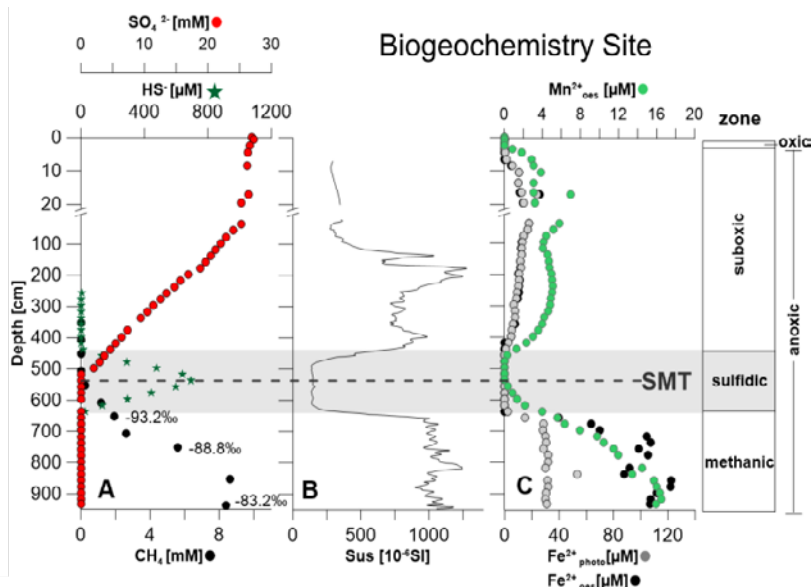 Biogeochemistry Site
SO₄ ²⁻ [mM]
0 10 20 30
HS⁻ [µM]
0 400 800 1200
Mn²⁺oes [µM]
0 4 8 12 16 20
zone
Depth [cm]
0
10
20
100
200
300
400
500
600
700
800
900
oxic
suboxic
anoxic
SMT
sulfidic
methanic
-93.2‰
-88.8‰
-83.2‰
A
B
C
0 4 8
CH₄ [mM]
0 500 1000
Sus [10⁻⁶SI]
0 40 80 120
Fe²⁺photo [µM]
Fe²⁺oes [µM]